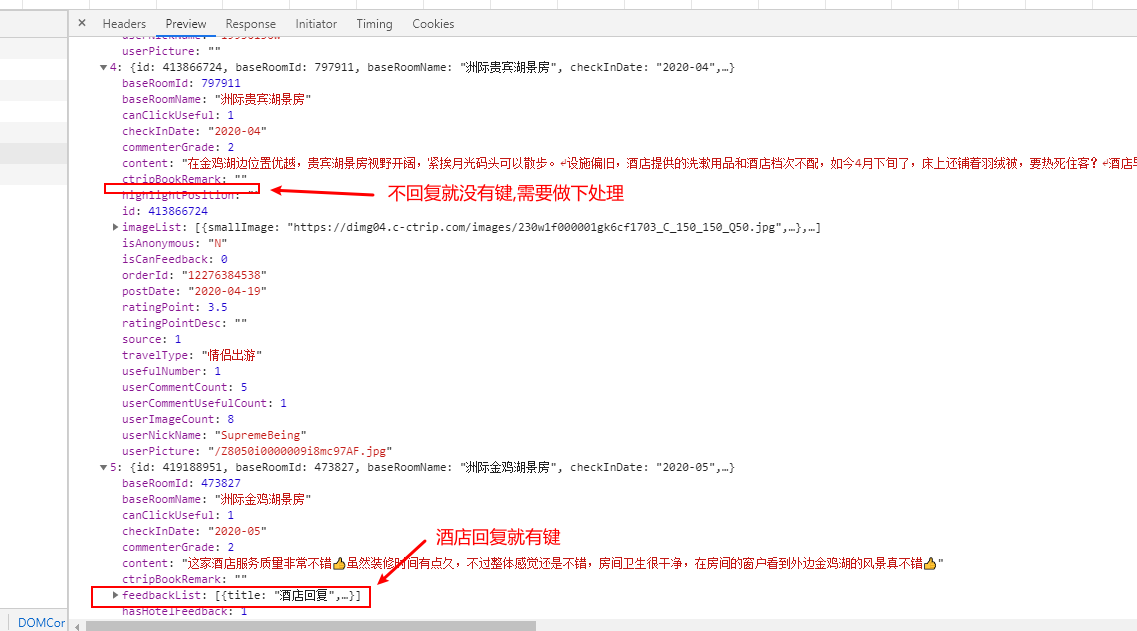 × Headers Preview Response Initiator Timing Cookies
userPicture: ""
▼4: {id: 413866724, baseRoomId: 797911, baseRoomName: "洲际贵宾湖景房", checkInDate: "2020-04",…}
baseRoomId: 797911
baseRoomName: "洲际贵宾湖景房"
canClickUseful: 1
checkInDate: "2020-04"
commenterGrade: 2
content: "在金鸡湖边位置优越，贵宾湖景房视野开阔，紧挨月光码头可以散步。↵设施偏旧，酒店提供的洗漱用品和酒店档次不配，如今4月下旬了，床上还铺着羽绒被，要热死住客？↵酒店
ctripBookRemark: ""
highlightPosition: ""
不回复就没有键,需要做下处理
id: 413866724
▶imageList: [{smallImage: "https://dimg04.c-ctrip.com/images/230w1f000001gk6cf1703_C_150_150_Q50.jpg",…},…]
isAnonymous: "N"
isCanFeedback: 0
orderId: "12276384538"
postDate: "2020-04-19"
ratingPoint: 3.5
ratingPointDesc: ""
source: 1
travelType: "情侣出游"
usefulNumber: 1
userCommentCount: 5
userCommentUsefulCount: 1
userImageCount: 8
userNickName: "SupremeBeing"
userPicture: "/Z8050i0000009i8mc97AF.jpg"
▼5: {id: 419188951, baseRoomId: 473827, baseRoomName: "洲际金鸡湖景房", checkInDate: "2020-05",…}
baseRoomId: 473827
baseRoomName: "洲际金鸡湖景房"
canClickUseful: 1
checkInDate: "2020-05"
酒店回复就有键
commenterGrade: 2
content: "这家酒店服务质量非常不错👍虽然装修时间有点久，不过整体感觉还是不错，房间卫生很干净，在房间的窗户看到外边金鸡湖的风景真不错👍"
ctripBookRemark: ""
▶feedbackList: [{title: "酒店回复",…}]
hasHotelFeedback: 1
DOMCor